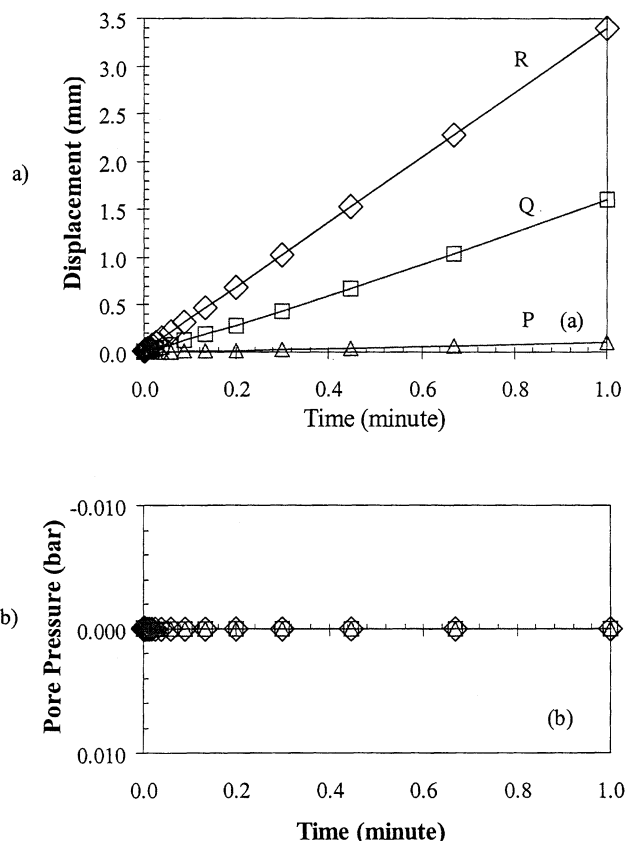 a)
Displacement (mm)
3.5
3.0
2.5
2.0
1.5
1.0
0.5
0.0
R
Q
P (a)
0.0 0.2 0.4 0.6 0.8 1.0
Time (minute)
b)
Pore Pressure (bar)
-0.010
0.000
0.010
(b)
0.0 0.2 0.4 0.6 0.8 1.0
Time (minute)